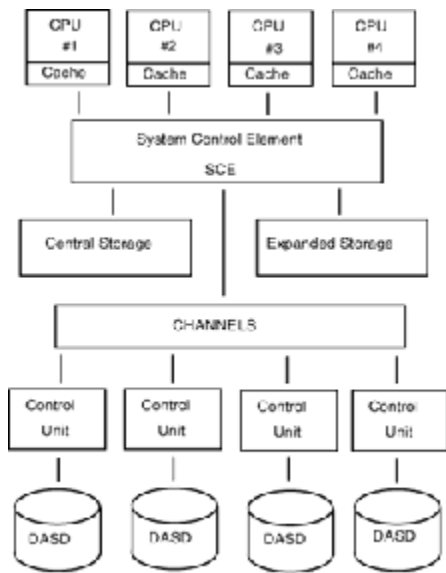 CPU
#1
Cache
CPU
#2
Cache
CPU
#3
Cache
CPU
#4
Cache
System Control Element
SCE
Central Storage
Expanded Storage
CHANNELS
Control
Unit
Control
Unit
Control
Unit
Control
Unit
DASD
DASD
DASD
DASD